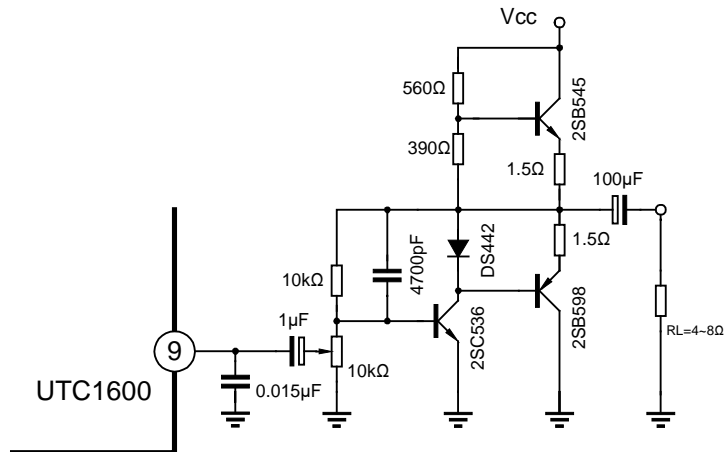 Vcc
560Ω
2SB545
390Ω
1.5Ω
100μF
4700pF
DS442
1.5Ω
10kΩ
2SB598
1μF
2SC536
RL=4~8Ω
9
10kΩ
0.015μF
UTC1600